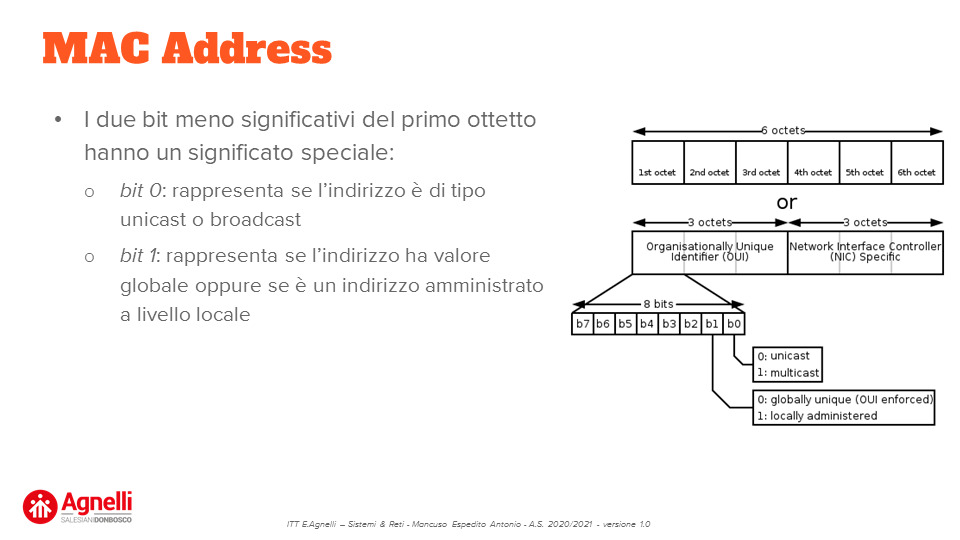 MAC Address
• I due bit meno significativi del primo ottetto
hanno un significato speciale:
o bit 0: rappresenta se l'indirizzo è di tipo
unicast o broadcast
o bit 1: rappresenta se l'indirizzo ha valore
globale oppure se è un indirizzo amministrato
a livello locale
6 octets
1st octet 2nd octet 3rd octet 4th octet 5th octet 6th octet
or
3 octets 3 octets
Organisationally Unique
Identifier (OUI)
Network Interface Controller
(NIC) Specific
8 bits
b7 b6 b5 b4 b3 b2 b1 b0
0: unicast
1: multicast
0: globally unique (OUI enforced)
1: locally administered
Agnelli
SALESIANI DONBOSCO
ITT E.Agnelli – Sistemi & Reti - Mancuso Espedito Antonio - A.S. 2020/2021 - versione 1.0